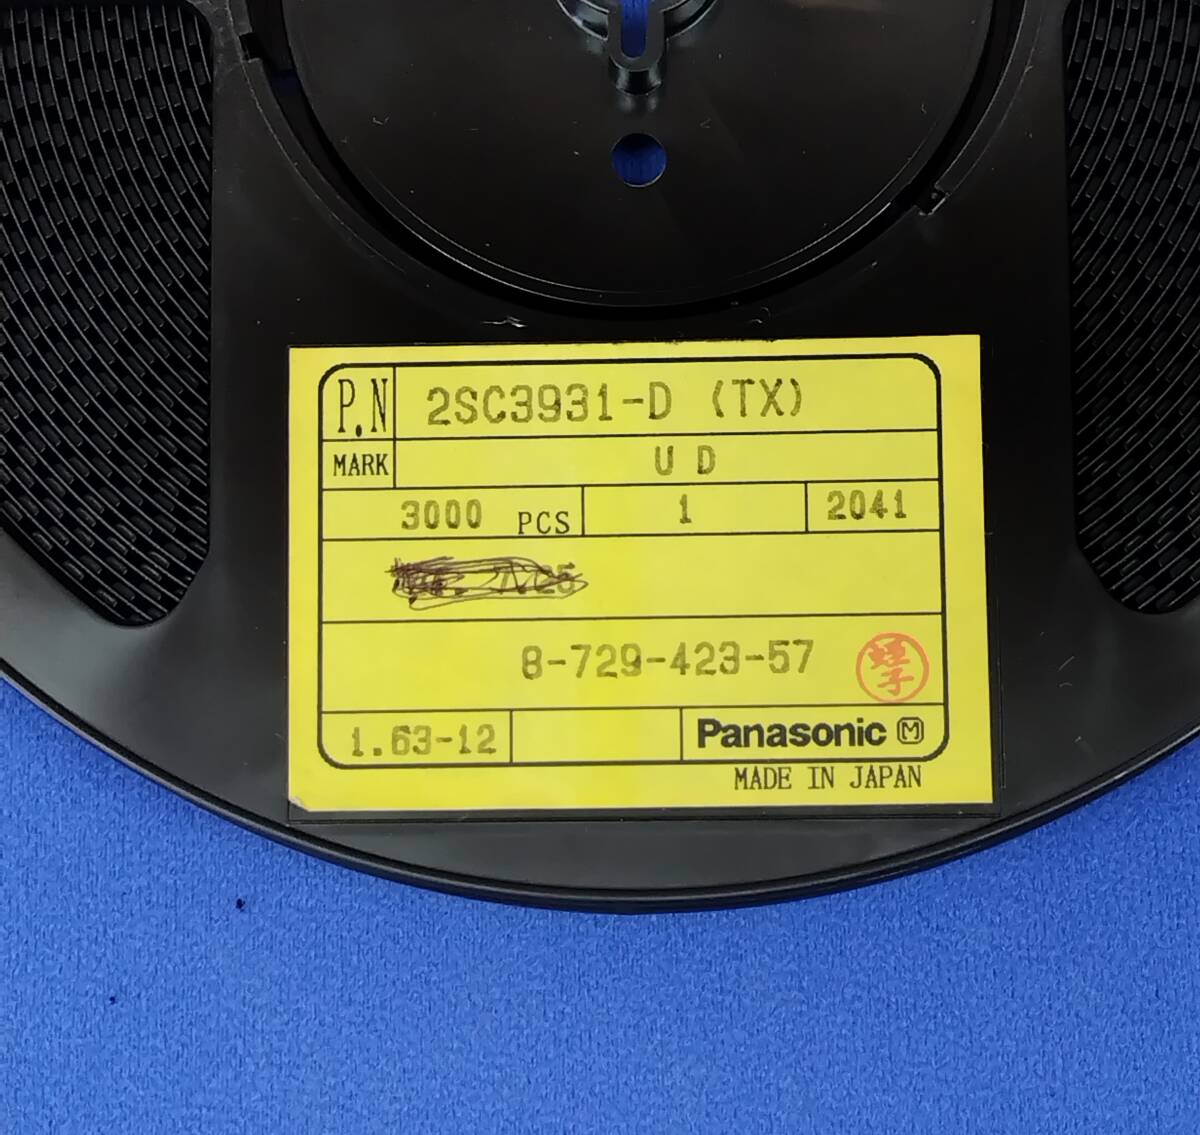 P.N 2SC3931-D (TX)
MARK U D
3000 PCS 1 2041
8-729-423-57
1.63-12 Panasonic M
MADE IN JAPAN